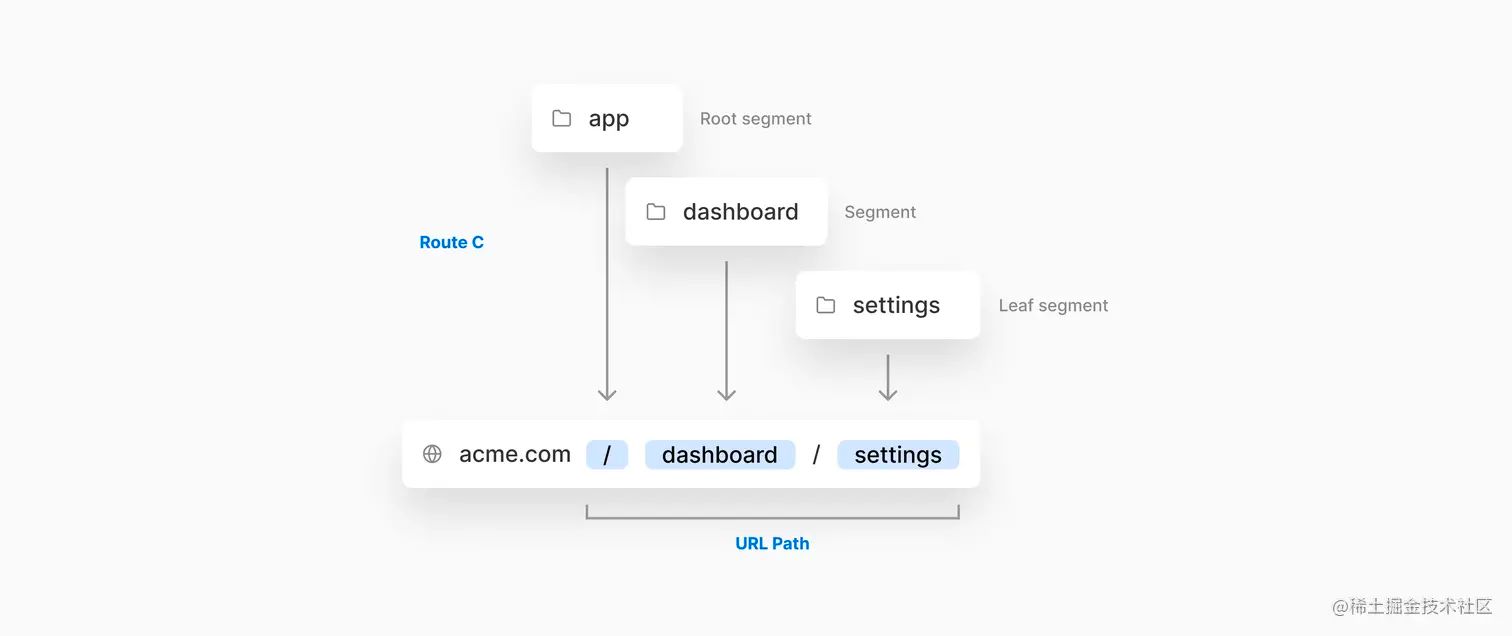 app
Root segment
dashboard
Segment
Route C
settings
Leaf segment
acme.com / dashboard / settings
URL Path
@稀土掘金技术社区